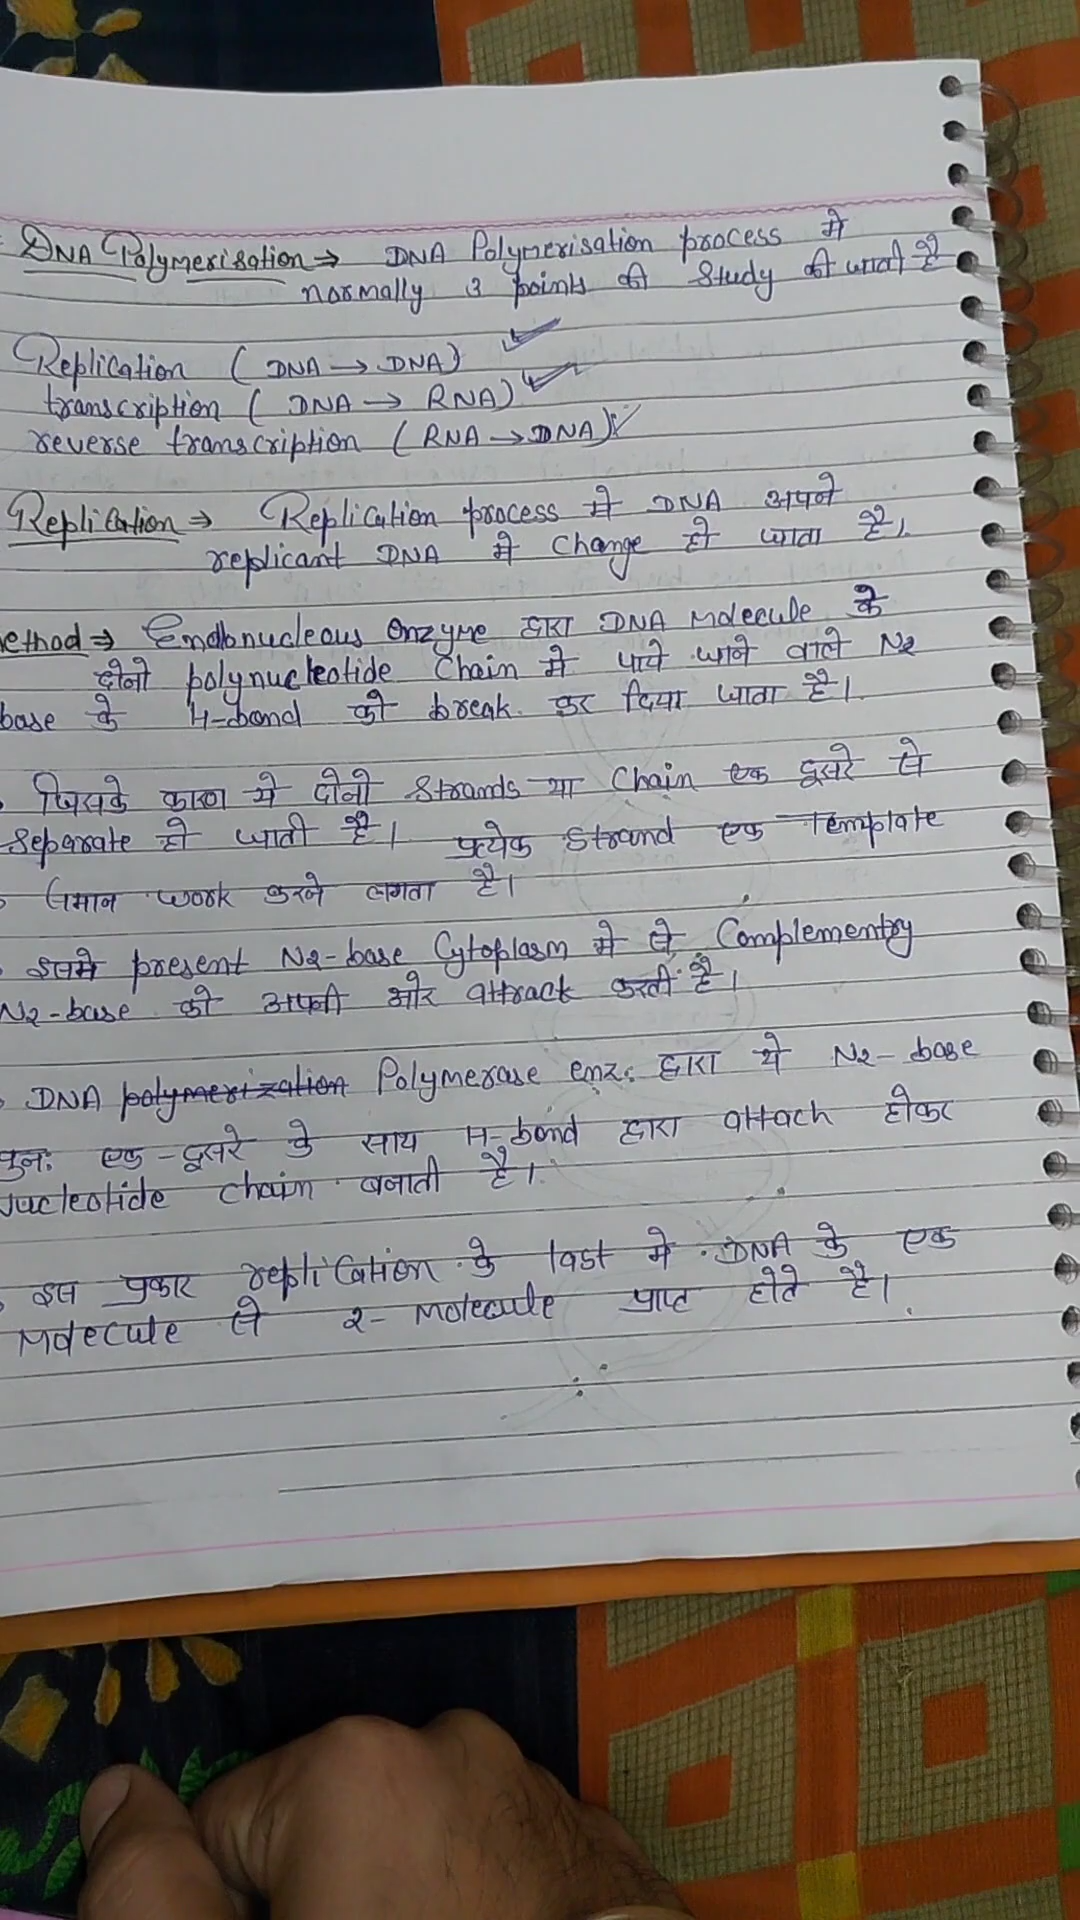 DNA Polymerisation ⇒ DNA Polymerisation process मे
normally 3 points की study की जाती है
Replication ( DNA → DNA)
transcription ( DNA → RNA)
reverse transcription ( RNA → DNA)
Replication ⇒ Replication process मे DNA अपने
replicant DNA मे change हो जाता है।
ethod ⇒ Endonucleous enzyme द्वारा DNA molecule के
दोनो polynucleotide Chain मे पाये जाने वाले N2
base के H-bond को break कर दिया जाता है।
जिसके कारण ये दोनो strands या Chain एक दूसरे से
separate हो जाती है। प्रत्येक strand एक Template
समान work करने लगता है।
इसमे present N2-base Cytoplasm मे से Complementry
N2-base को अपनी ओर attrack करती है।
DNA polymerization Polymerase enz. द्वारा ये N2-base
पुनः एक-दूसरे के साथ H-bond द्वारा attach होकर
nucleotide chain बनाती है।
इस प्रकार replication के last मे DNA के एक
Molecule से 2- molecule प्राप्त होते है।